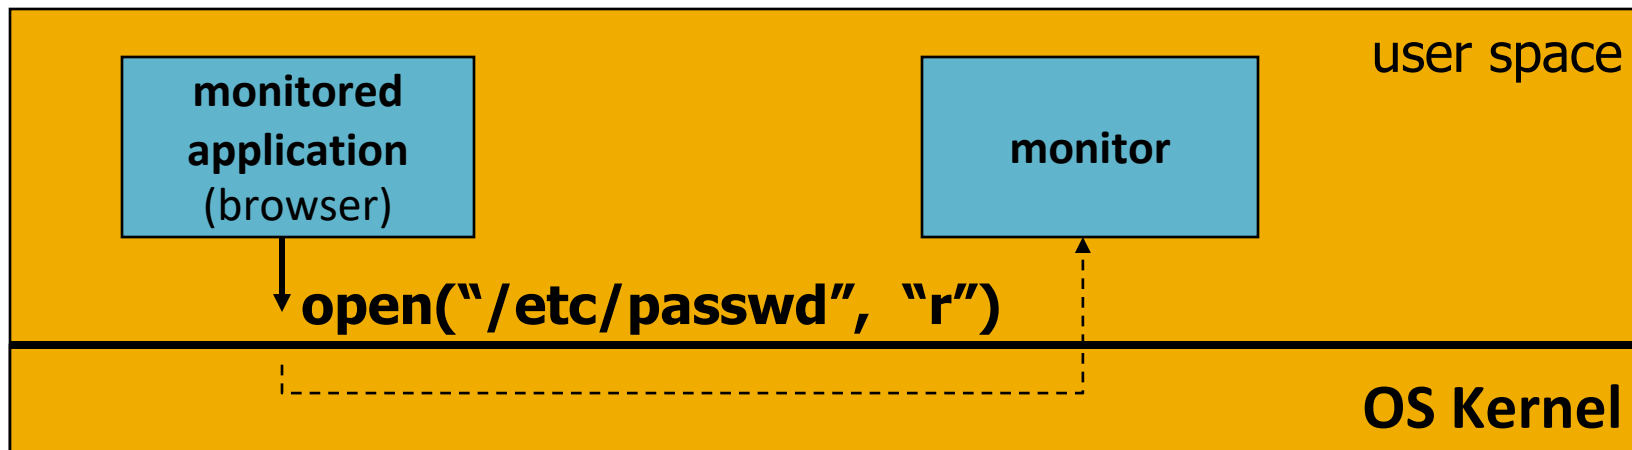 user space
monitored
application
(browser)
monitor
open(“/etc/passwd”, “r”)
OS Kernel